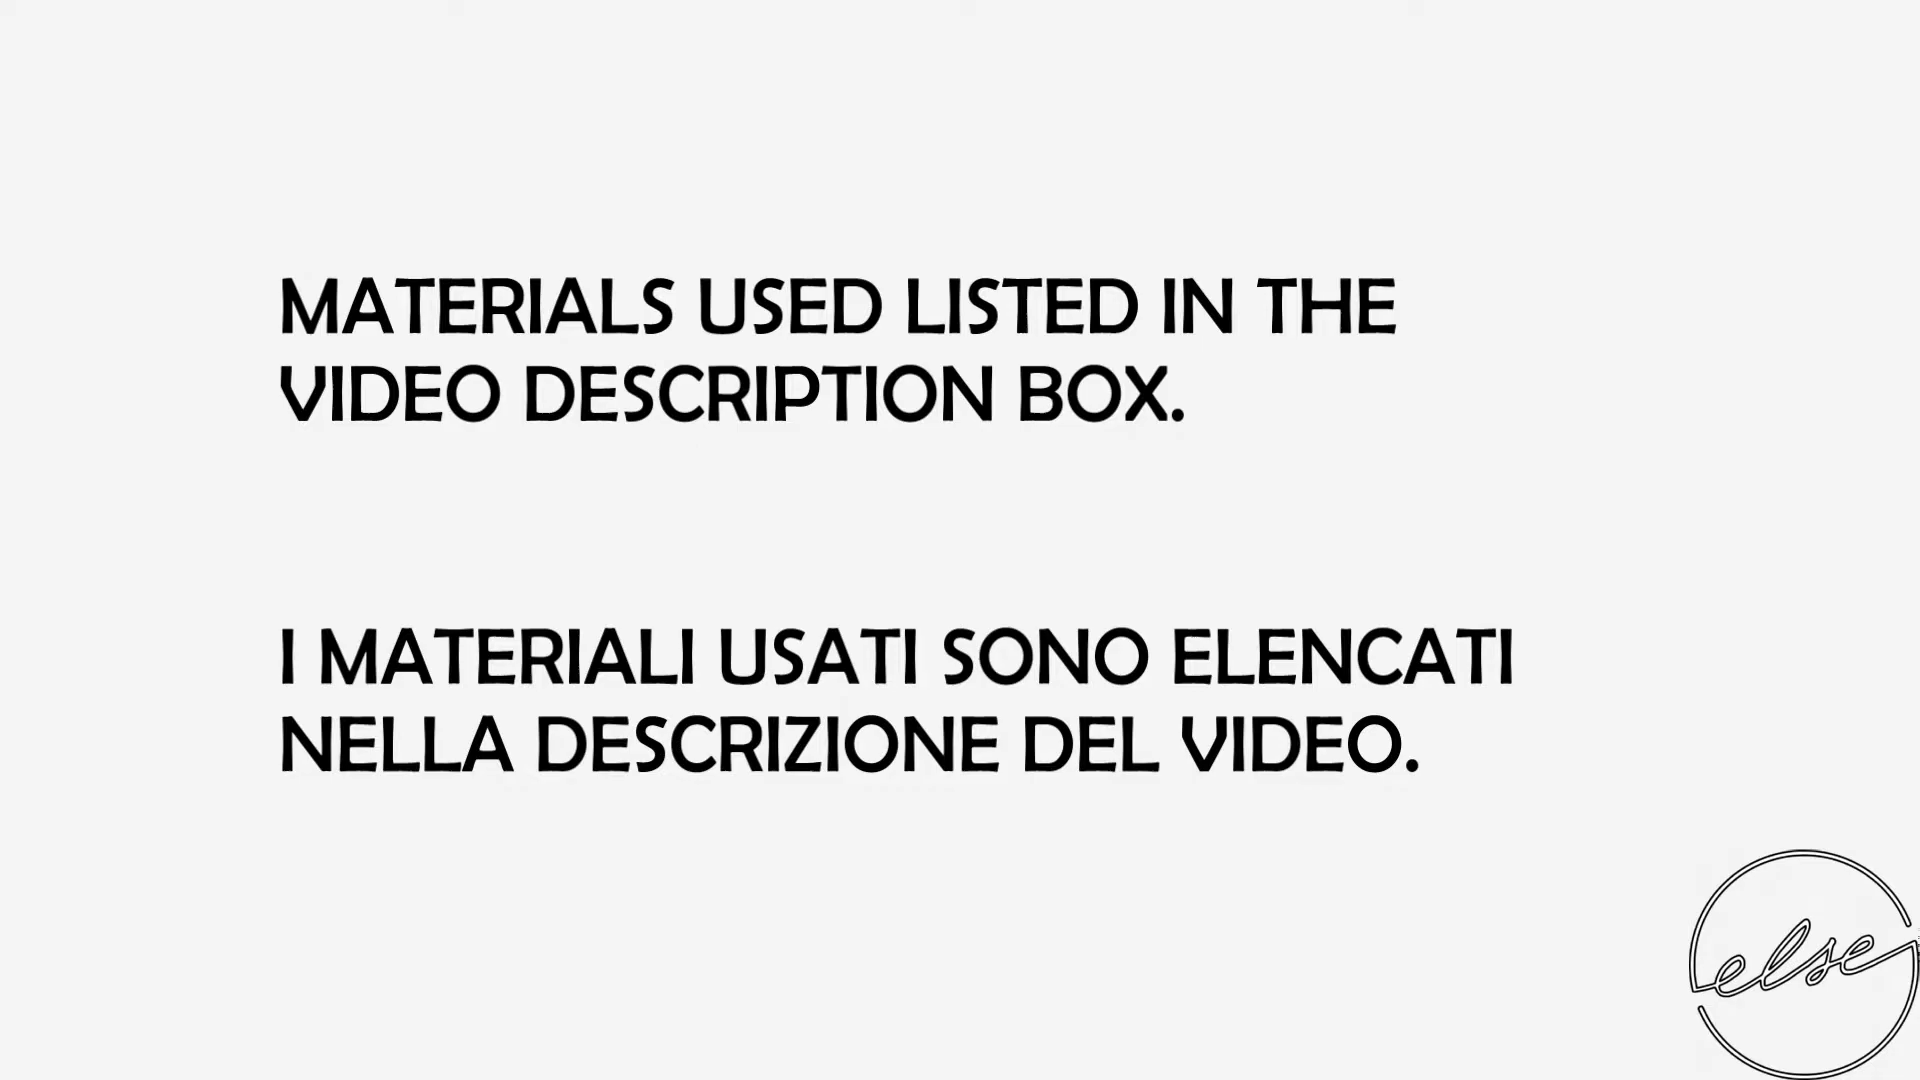 MATERIALS USED LISTED IN THE
VIDEO DESCRIPTION BOX.
I MATERIALI USATI SONO ELENCATI
NELLA DESCRIZIONE DEL VIDEO.
else